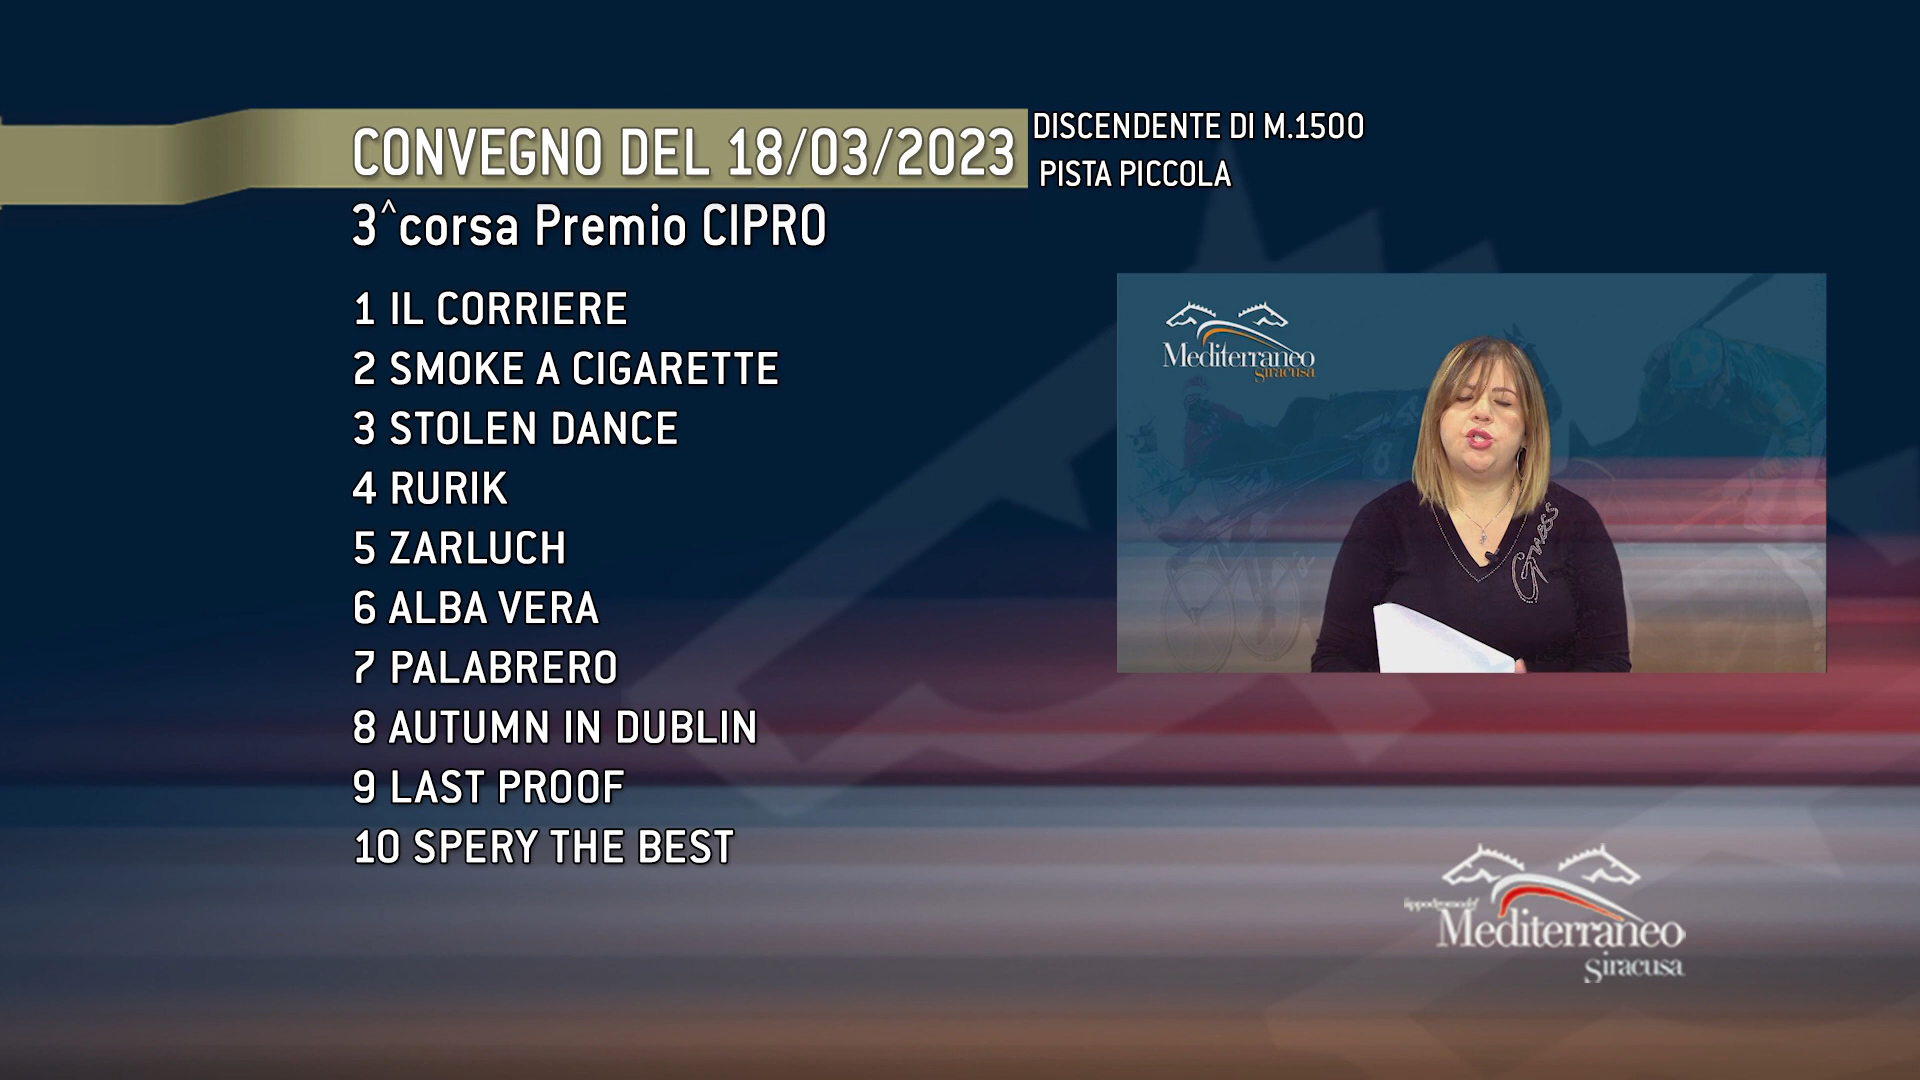 CONVEGNO DEL 18/03/2023
DISCENDENTE DI M.1500
PISTA PICCOLA
3^corsa Premio CIPRO
1 IL CORRIERE
2 SMOKE A CIGARETTE
3 STOLEN DANCE
4 RURIK
5 ZARLUCH
6 ALBA VERA
7 PALABRERO
8 AUTUMN IN DUBLIN
9 LAST PROOF
10 SPERY THE BEST
Mediterraneo
Siracusa
8
Guess
Mediterraneo
Siracusa